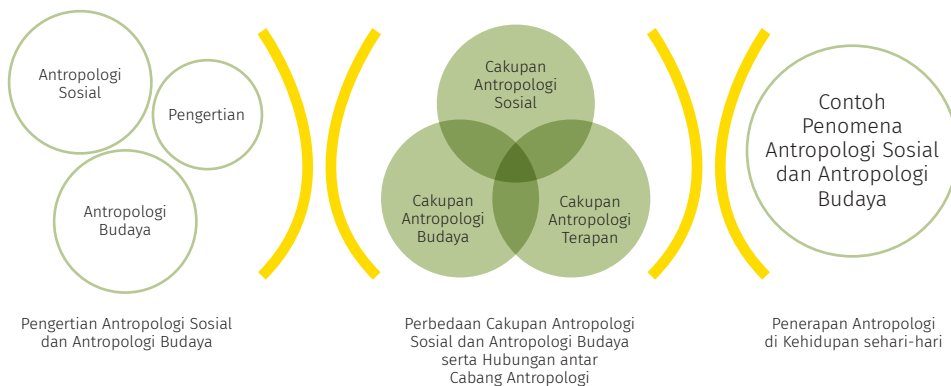 Antropologi
Sosial
Pengertian
Antropologi
Budaya
Pengertian Antropologi Sosial
dan Antropologi Budaya
Cakupan
Antropologi
Sosial
Cakupan
Antropologi
Budaya
Cakupan
Antropologi
Terapan
Perbedaan Cakupan Antropologi
Sosial dan Antropologi Budaya
serta Hubungan antar
Cabang Antropologi
Contoh
Penomena
Antropologi Sosial
dan Antropologi
Budaya
Penerapan Antropologi
di Kehidupan sehari-hari